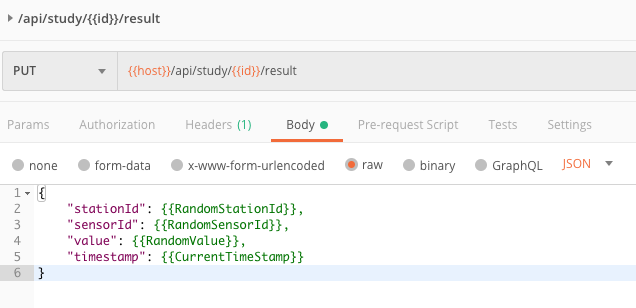 /api/study/{{id}}/result
PUT {{host}}/api/study/{{id}}/result
Params Authorization Headers (1) Body Pre-request Script Tests Settings
none form-data x-www-form-urlencoded raw binary GraphQL JSON
1 {
2 "stationId": {{RandomStationId}},
3 "sensorId": {{RandomSensorId}},
4 "value": {{RandomValue}},
5 "timestamp": {{CurrentTimeStamp}}
6 }